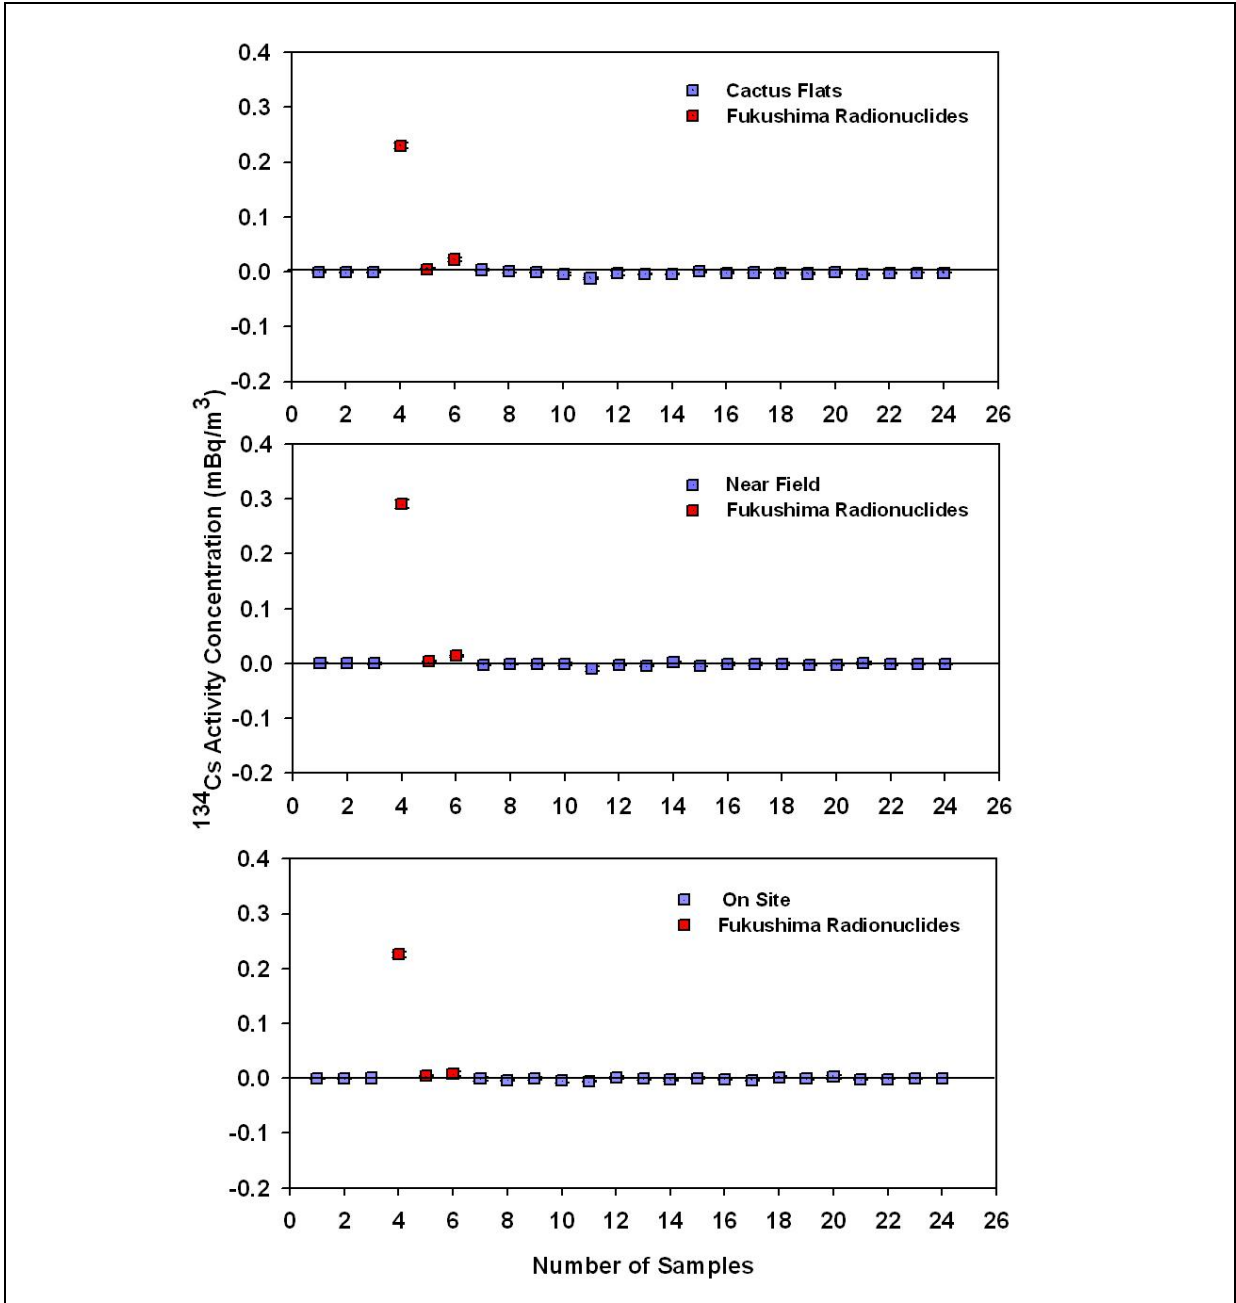 0.4
0.3
0.2
0.1
0.0
-0.1
-0.2
Cactus Flats
Fukushima Radionuclides
0 2 4 6 8 10 12 14 16 18 20 22 24 26
134Cs Activity Concentration (mBq/m3)
0.4
0.3
0.2
0.1
0.0
-0.1
-0.2
Near Field
Fukushima Radionuclides
0 2 4 6 8 10 12 14 16 18 20 22 24 26
0.4
0.3
0.2
0.1
0.0
-0.1
-0.2
On Site
Fukushima Radionuclides
0 2 4 6 8 10 12 14 16 18 20 22 24 26
Number of Samples